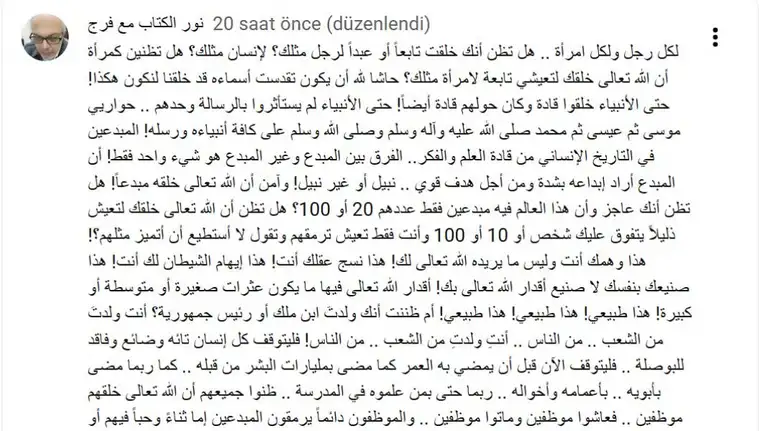 نور الكتاب مع فرج 20 saat önce (düzenlendi)
لكل رجل ولكل امرأة .. هل تظن أنك خلقت تابعاً أو عبداً لرجل مثلك؟ لإنسان مثلك؟ هل تظنين كمرأة
أن الله تعالى خلقك لتعيشي تابعة لامرأة مثلك؟ حاشا لله أن يكون تقدست أسماءه قد خلقنا لنكون هكذا!
حتى الأنبياء خلقوا قادة وكان حولهم قادة أيضاً! حتى الأنبياء لم يستأثروا بالرسالة وحدهم .. حواريي
موسى ثم عيسى ثم محمد صلى الله عليه وآله وسلم وصلى الله وسلم على كافة أنبياءه ورسله! المبدعين
في التاريخ الإنساني من قادة العلم والفكر.. الفرق بين المبدع وغير المبدع هو شيء واحد فقط! أن
المبدع أراد إبداعه بشدة ومن أجل هدف قوي .. نبيل أو غير نبيل! وآمن أن الله تعالى خلقه مبدعاً! هل
تظن أنك عاجز وأن هذا العالم فيه مبدعين فقط عددهم 20 أو 100؟ هل تظن أن الله تعالى خلقك لتعيش
ذليلاً يتفوق عليك شخص أو 10 أو 100 وأنت فقط تعيش ترمقهم وتقول لا أستطيع أن أتميز مثلهم؟!
هذا وهمك أنت وليس ما يريده الله تعالى لك! هذا نسج عقلك أنت! هذا إيهام الشيطان لك أنت! هذا
صنيعك بنفسك لا صنيع أقدار الله تعالى بك! أقدار الله تعالى فيها ما يكون عثرات صغيرة أو متوسطة أو
كبيرة! هذا طبيعي! هذا طبيعي! هذا طبيعي! أم ظننت أنك ولدتَ ابن ملك أو رئيس جمهورية؟ أنت ولدتَ
من الشعب .. من الناس .. أنتِ ولدتِ من الشعب .. من الناس! فليتوقف كل إنسان تائه وضائع وفاقد
للبوصلة .. فليتوقف الآن قبل أن يمضي به العمر كما مضى بمليارات البشر من قبله .. كما ربما مضى
بأبويه .. بأعمامه وأخواله .. ربما حتى بمن علموه في المدرسة .. ظنوا جميعهم أن الله تعالى خلقهم
موظفين .. فعاشوا موظفين وماتوا موظفين .. والموظفون دائماً يرمقون المبدعين إما ثناءً وحباً فيهم أو